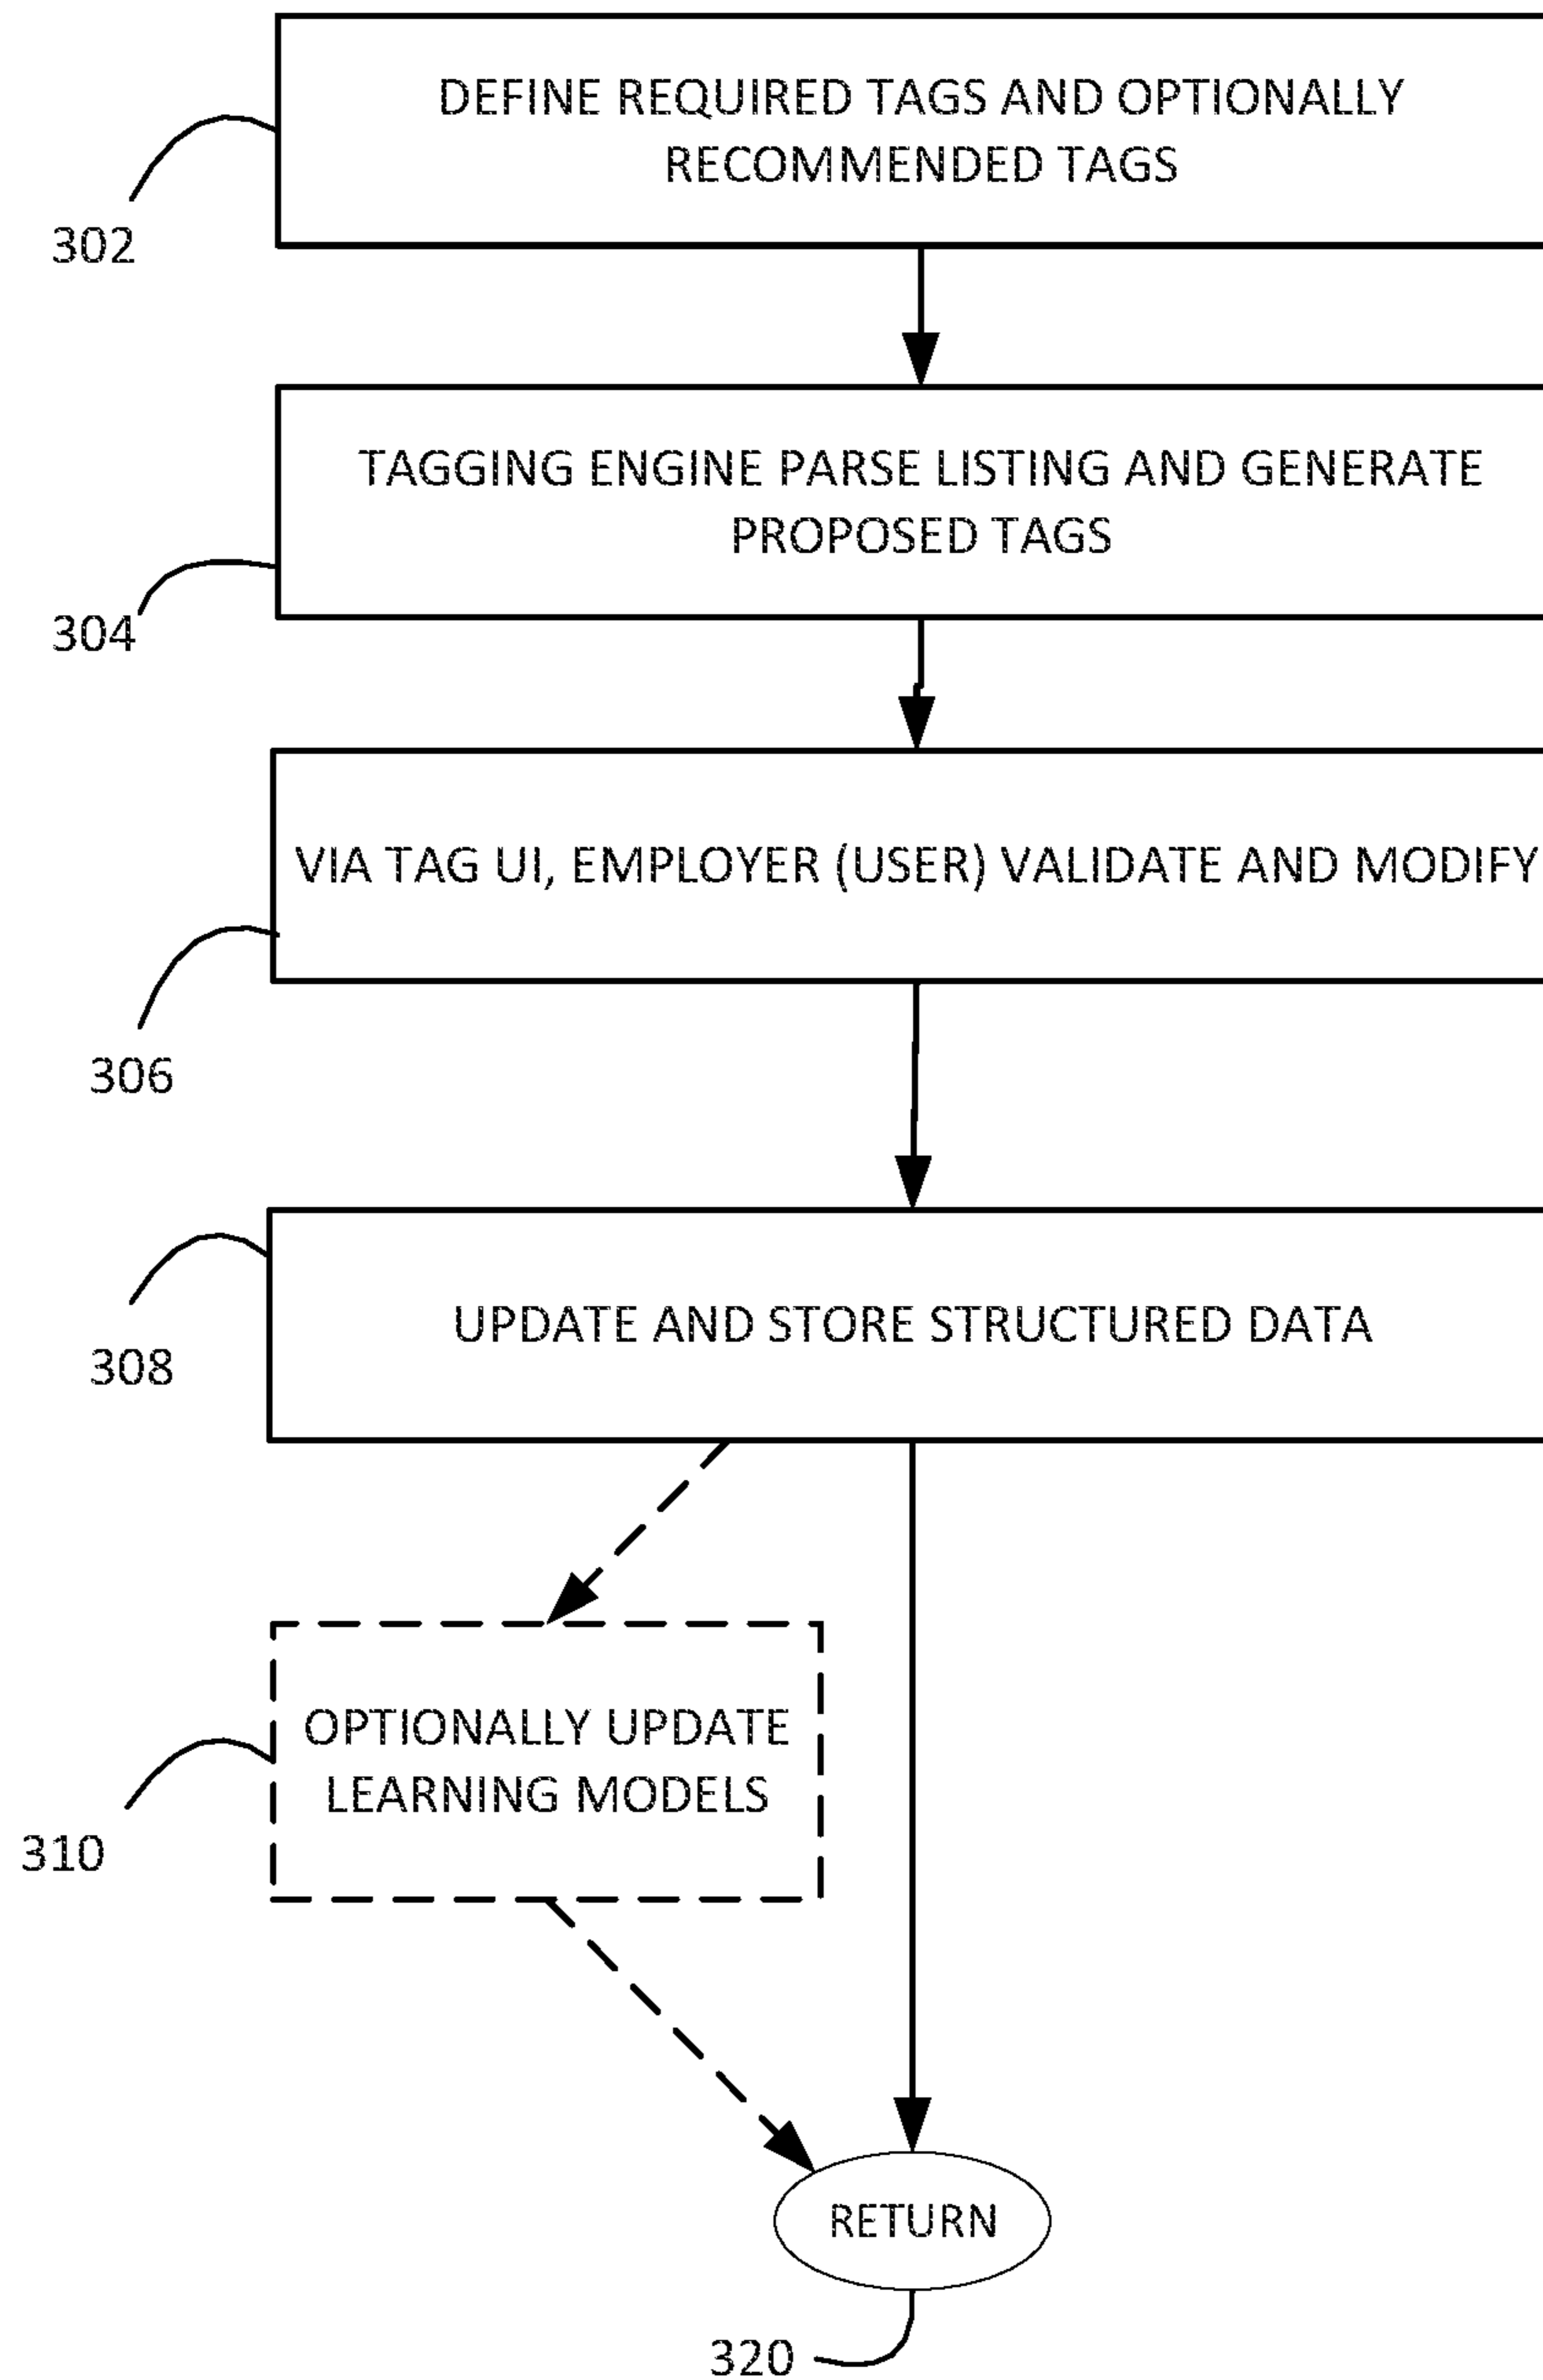 DEFINE REQUIRED TAGS AND OPTIONALLY
RECOMMENDED TAGS
302
TAGGING ENGINE PARSE LISTING AND GENERATE
PROPOSED TAGS
304
VIA TAG UI, EMPLOYER (USER) VALIDATE AND MODIFY
306
UPDATE AND STORE STRUCTURED DATA
308
OPTIONALLY UPDATE
LEARNING MODELS
310
RETURN
320